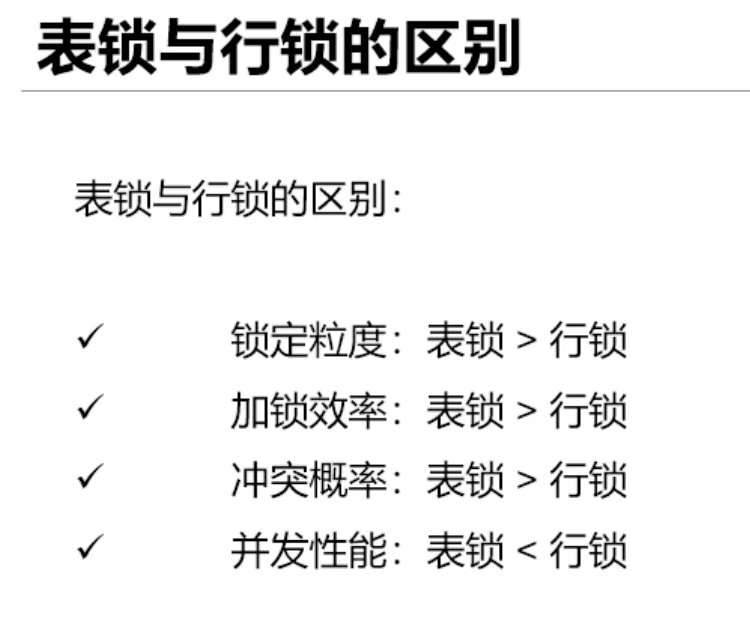 表锁与行锁的区别
表锁与行锁的区别：
✓ 锁定粒度：表锁 > 行锁
✓ 加锁效率：表锁 > 行锁
✓ 冲突概率：表锁 > 行锁
✓ 并发性能：表锁 < 行锁